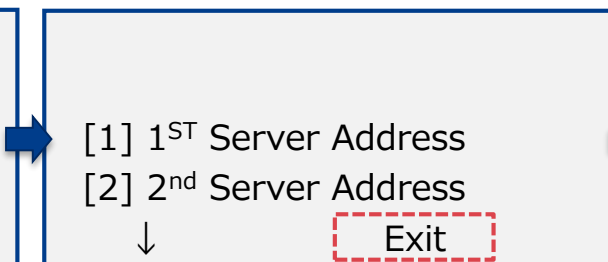 [1] 1ST Server Address
[2] 2nd Server Address
↓ Exit